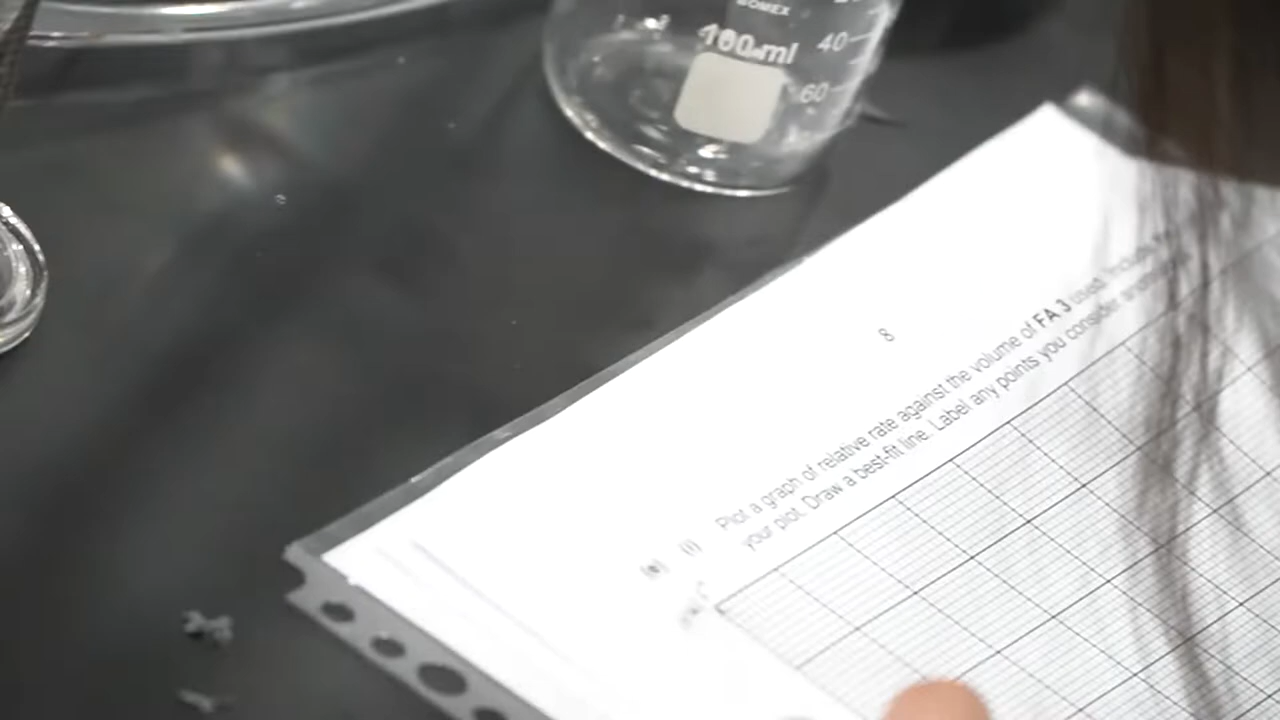 BOMEX
100 ml
40
60
8
(e) (i) Plot a graph of relative rate against the volume of FA 3 used. Include
your plot. Draw a best-fit line. Label any points you consider